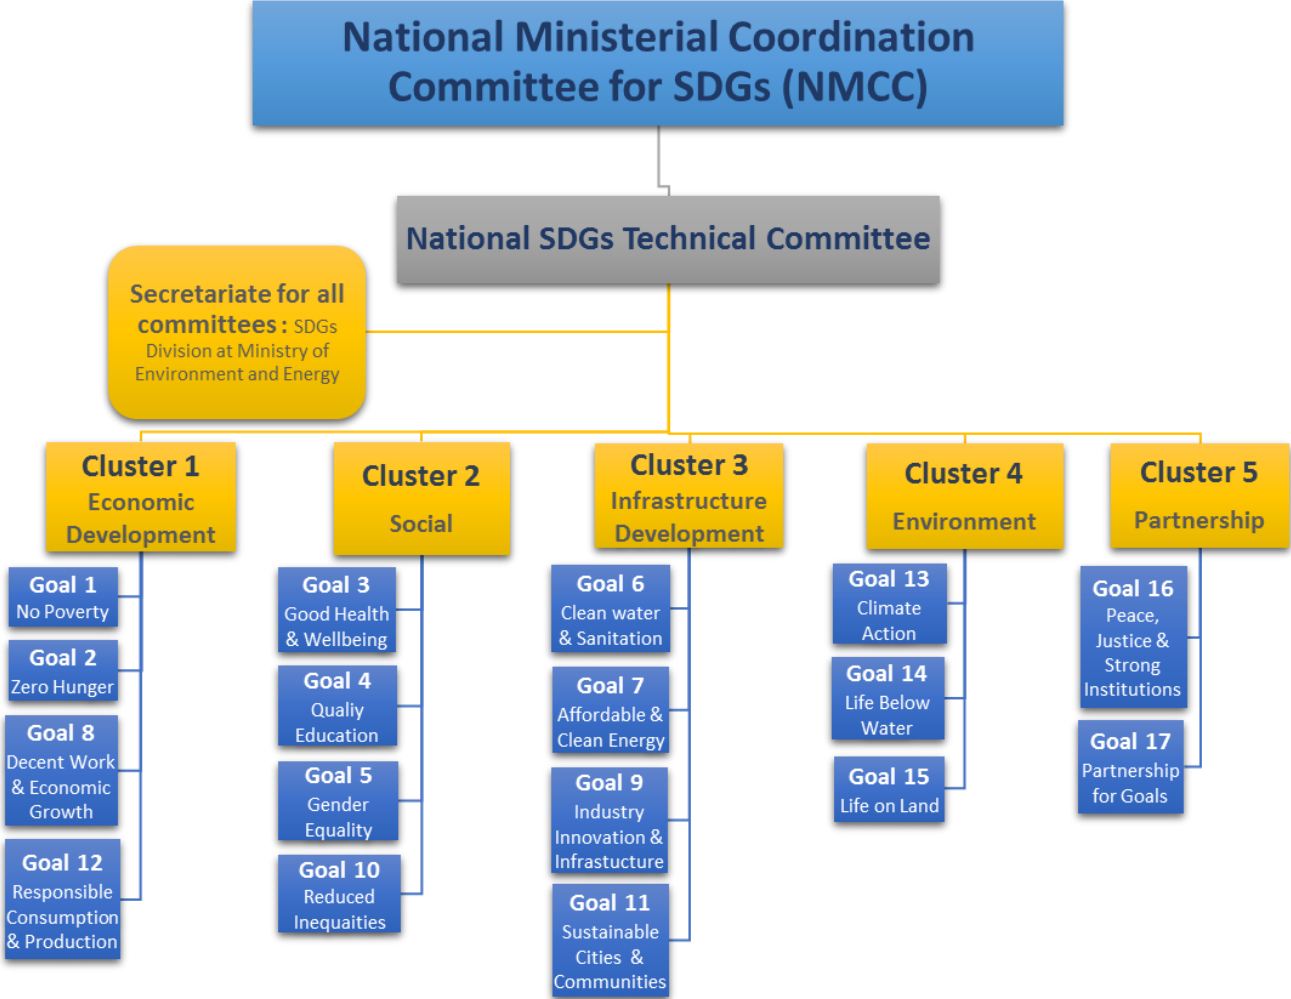 National Ministerial Coordination
Committee for SDGs (NMCC)
National SDGs Technical Committee
Secretariate for all
committees : SDGs
Division at Ministry of
Environment and Energy
Cluster 1
Economic
Development
Goal 1
No Poverty
Goal 2
Zero Hunger
Goal 8
Decent Work
& Economic
Growth
Goal 12
Responsible
Consumption
& Production
Cluster 2
Social
Goal 3
Good Health
& Wellbeing
Goal 4
Qualiy
Education
Goal 5
Gender
Equality
Goal 10
Reduced
Inequaities
Cluster 3
Infrastructure
Development
Goal 6
Clean water
& Sanitation
Goal 7
Affordable &
Clean Energy
Goal 9
Industry
Innovation &
Infrastucture
Goal 11
Sustainable
Cities &
Communities
Cluster 4
Environment
Goal 13
Climate
Action
Goal 14
Life Below
Water
Goal 15
Life on Land
Cluster 5
Partnership
Goal 16
Peace,
Justice &
Strong
Institutions
Goal 17
Partnership
for Goals